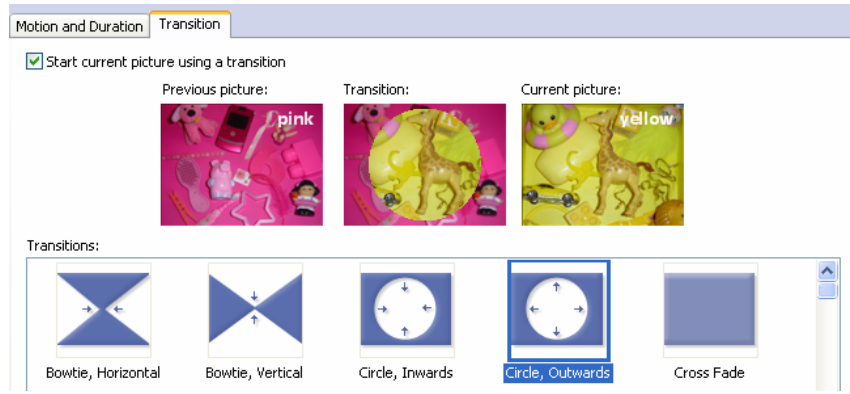 Motion and Duration Transition
Start current picture using a transition
Previous picture: Transition: Current picture:
pink yellow
Transitions:
Bowtie, Horizontal Bowtie, Vertical Circle, Inwards Circle, Outwards Cross Fade